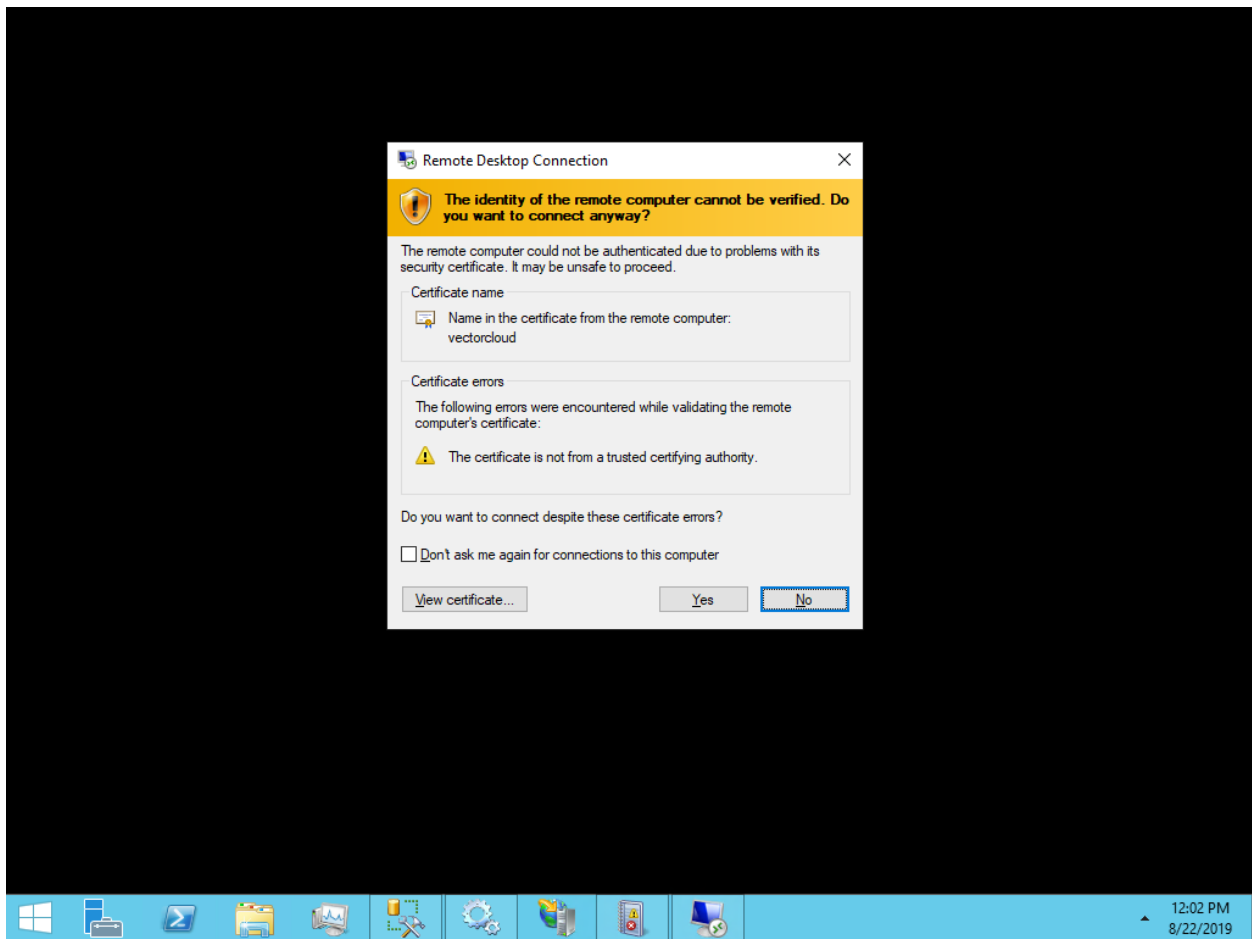 Remote Desktop Connection
The identity of the remote computer cannot be verified. Do
you want to connect anyway?
The remote computer could not be authenticated due to problems with its
security certificate. It may be unsafe to proceed.
Certificate name
Name in the certificate from the remote computer:
vectorcloud
Certificate errors
The following errors were encountered while validating the remote
computer's certificate:
The certificate is not from a trusted certifying authority.
Do you want to connect despite these certificate errors?
Don't ask me again for connections to this computer
View certificate...
Yes
No
12:02 PM
8/22/2019